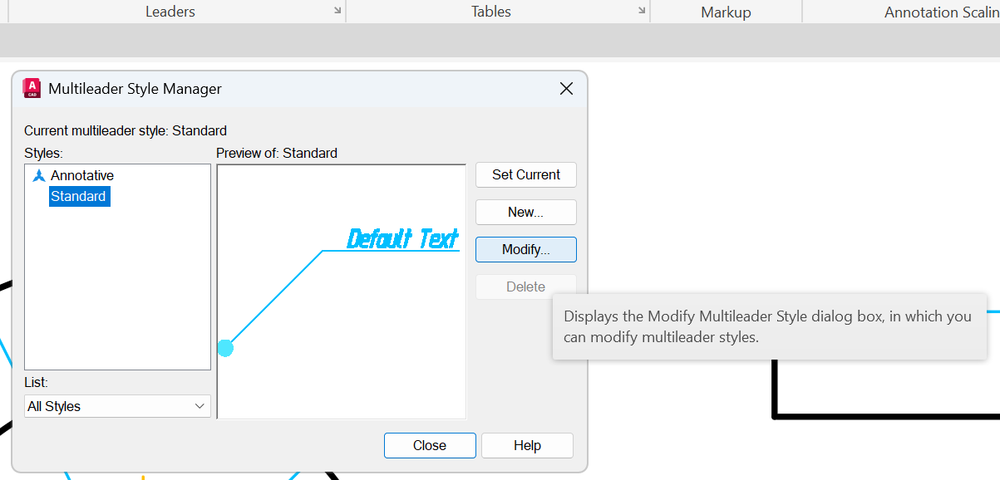 Leaders
Tables
Markup
Annotation Scalin
A
CAD
Multileader Style Manager
Current multileader style: Standard
Styles:
Preview of: Standard
Annotative
Standard
Default Text
Set Current
New...
Modify...
Delete
Displays the Modify Multileader Style dialog box, in which you
can modify multileader styles.
List:
All Styles
Close
Help